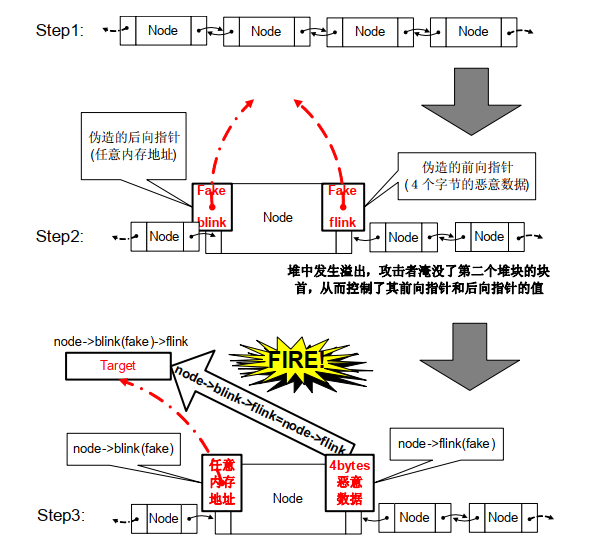 Step1:
Node
Node
Node
Node
伪造的后向指针
(任意内存地址)
伪造的前向指针
( 4 个字节的恶意数据)
Fake
blink
Node
Fake
flink
Step2:
Node
Node
Node
堆中发生溢出，攻击者淹没了第二个堆块的块
首，从而控制了其前向指针和后向指针的值
node->blink(fake)->flink
Target
FIRE!
node->blink->flink=node->flink
node->blink(fake)
node->flink(fake)
任意
内存
地址
Node
4bytes
恶意
数据
Step3:
Node
Node
Node